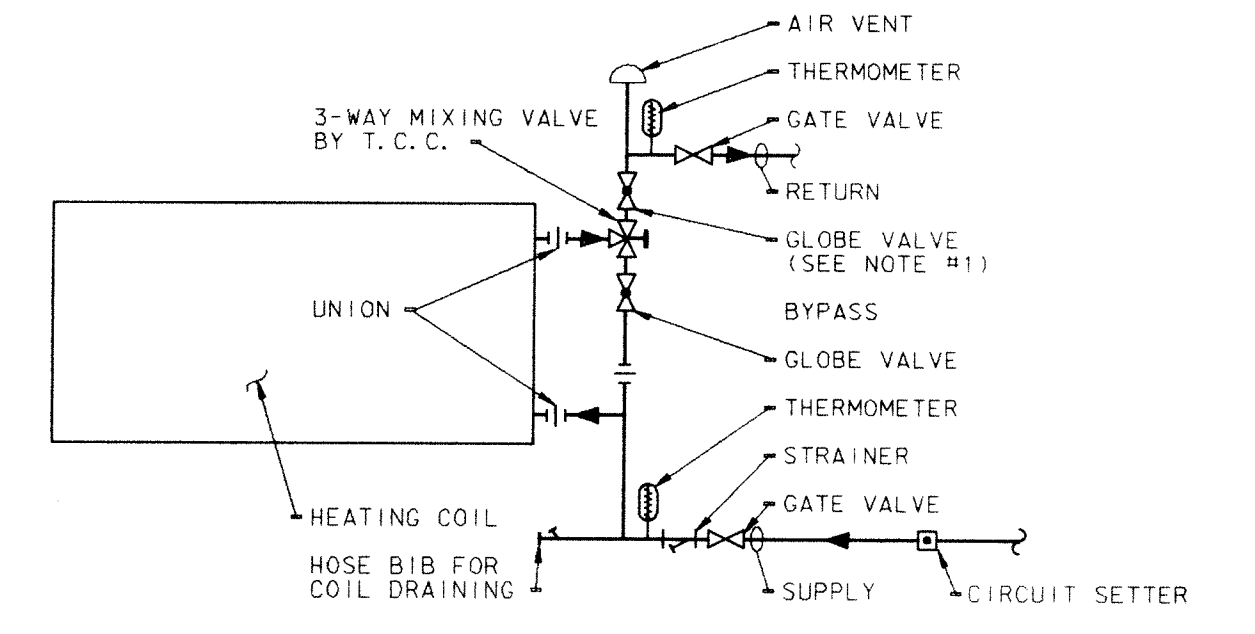 AIR VENT
THERMOMETER
3-WAY MIXING VALVE
BY T.C.C.
GATE VALVE
RETURN
GLOBE VALVE
(SEE NOTE #1)
UNION
BYPASS
GLOBE VALVE
THERMOMETER
STRAINER
GATE VALVE
HEATING COIL
HOSE BIB FOR
COIL DRAINING
SUPPLY
CIRCUIT SETTER